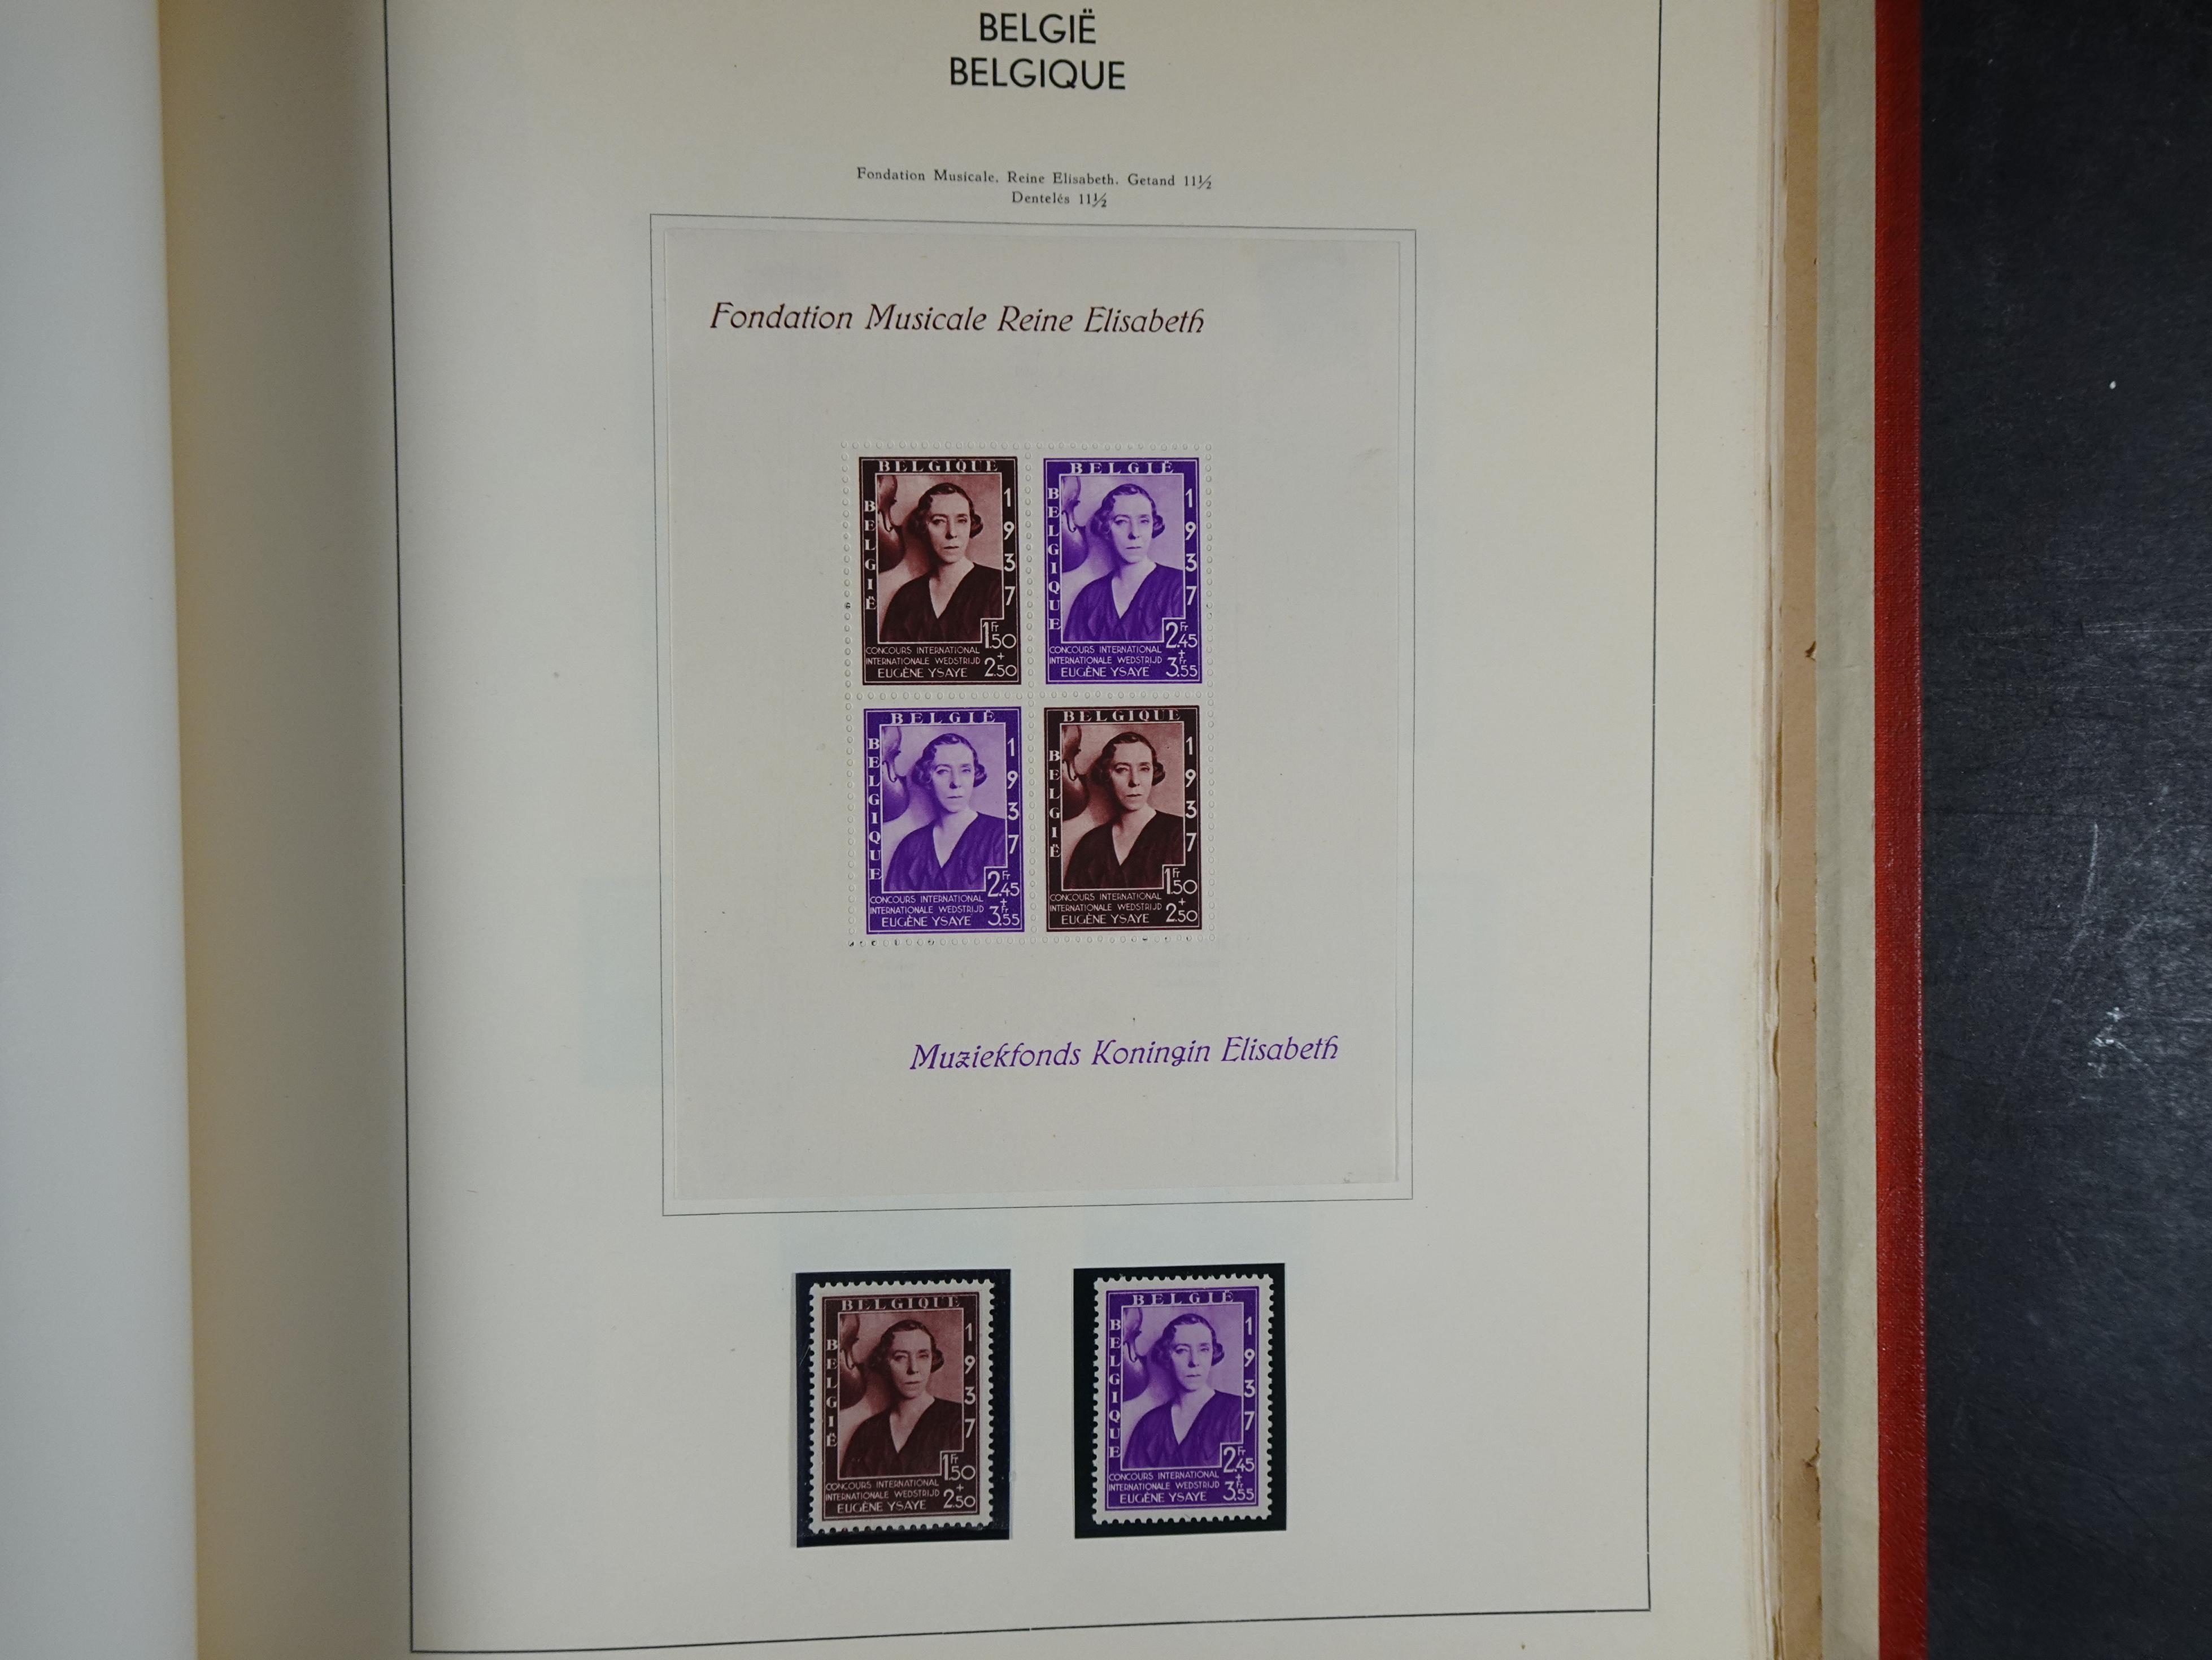 BELGIË
BELGIQUE
Fondation Musicale. Reine Elisabeth. Getand 11½
Dentelés 11½
Fondation Musicale Reine Elisabeth
BELGIQUE
BELGIË
1937
1Fr50
+
2.50
CONCOURS INTERNATIONAL
INTERNATIONALE WEDSTRIJD
EUGÈNE YSAYE
BELGIË
BELGIQUE
1937
2Fr45
+
3Fr55
CONCOURS INTERNATIONAL
INTERNATIONALE WEDSTRIJD
EUGÈNE YSAYE
BELGIË
BELGIQUE
1937
2Fr45
+
3Fr55
CONCOURS INTERNATIONAL
INTERNATIONALE WEDSTRIJD
EUGÈNE YSAYE
BELGIQUE
BELGIË
1937
1Fr50
+
2.50
CONCOURS INTERNATIONAL
INTERNATIONALE WEDSTRIJD
EUGÈNE YSAYE
Muziekfonds Koningin Elisabeth
BELGIQUE
BELGIË
1937
1Fr50
+
2.50
CONCOURS INTERNATIONAL
INTERNATIONALE WEDSTRIJD
EUGÈNE YSAYE
BELGIË
BELGIQUE
1937
2Fr45
+
3Fr55
CONCOURS INTERNATIONAL
INTERNATIONALE WEDSTRIJD
EUGÈNE YSAYE